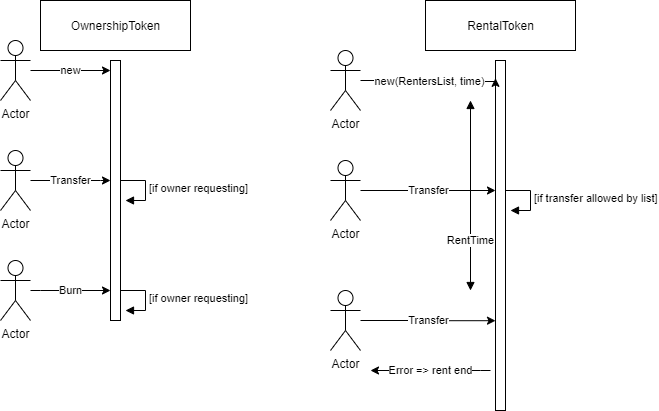 OwnershipToken
new
Actor
Transfer
[if owner requesting]
Actor
Burn
[if owner requesting]
Actor
RentalToken
new(RentersList, time)
Actor
Transfer
[if transfer allowed by list]
Actor
RentTime
Transfer
Actor
Error => rent end